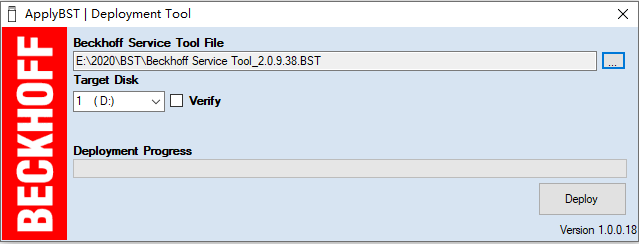 ApplyBST | Deployment Tool
BECKHOFF
Beckhoff Service Tool File
E:\2020\BST\Beckhoff Service Tool_2.0.9.38.BST
...
Target Disk
1 ( D:)
Verify
Deployment Progress
Deploy
Version 1.0.0.18